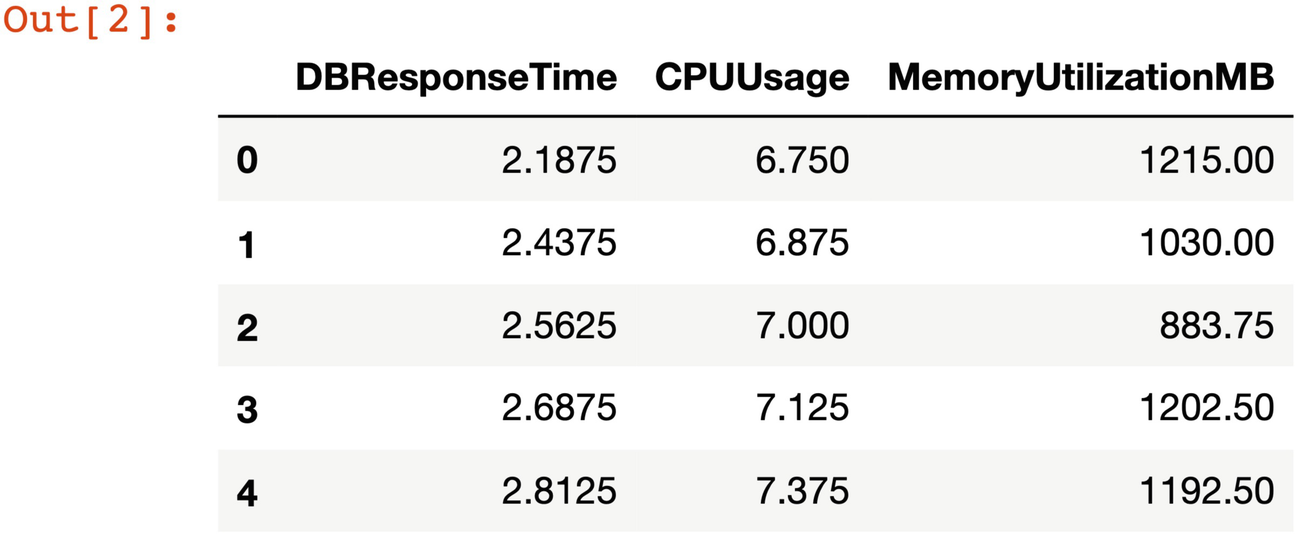 Out[2]:
DBResponseTime CPUUsage MemoryUtilizationMB
0 2.1875 6.750 1215.00
1 2.4375 6.875 1030.00
2 2.5625 7.000 883.75
3 2.6875 7.125 1202.50
4 2.8125 7.375 1192.50